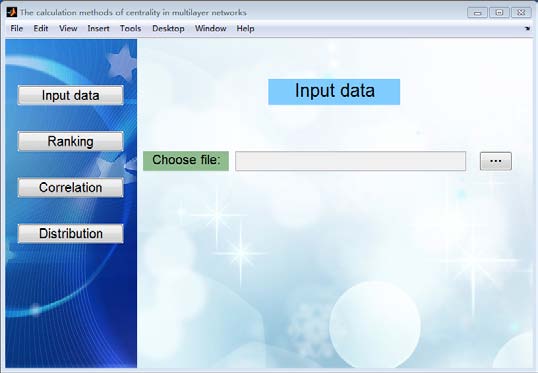 The calculation methods of centrality in multilayer networks
File Edit View Insert Tools Desktop Window Help
Input data
Ranking
Correlation
Distribution
Input data
Choose file:
...